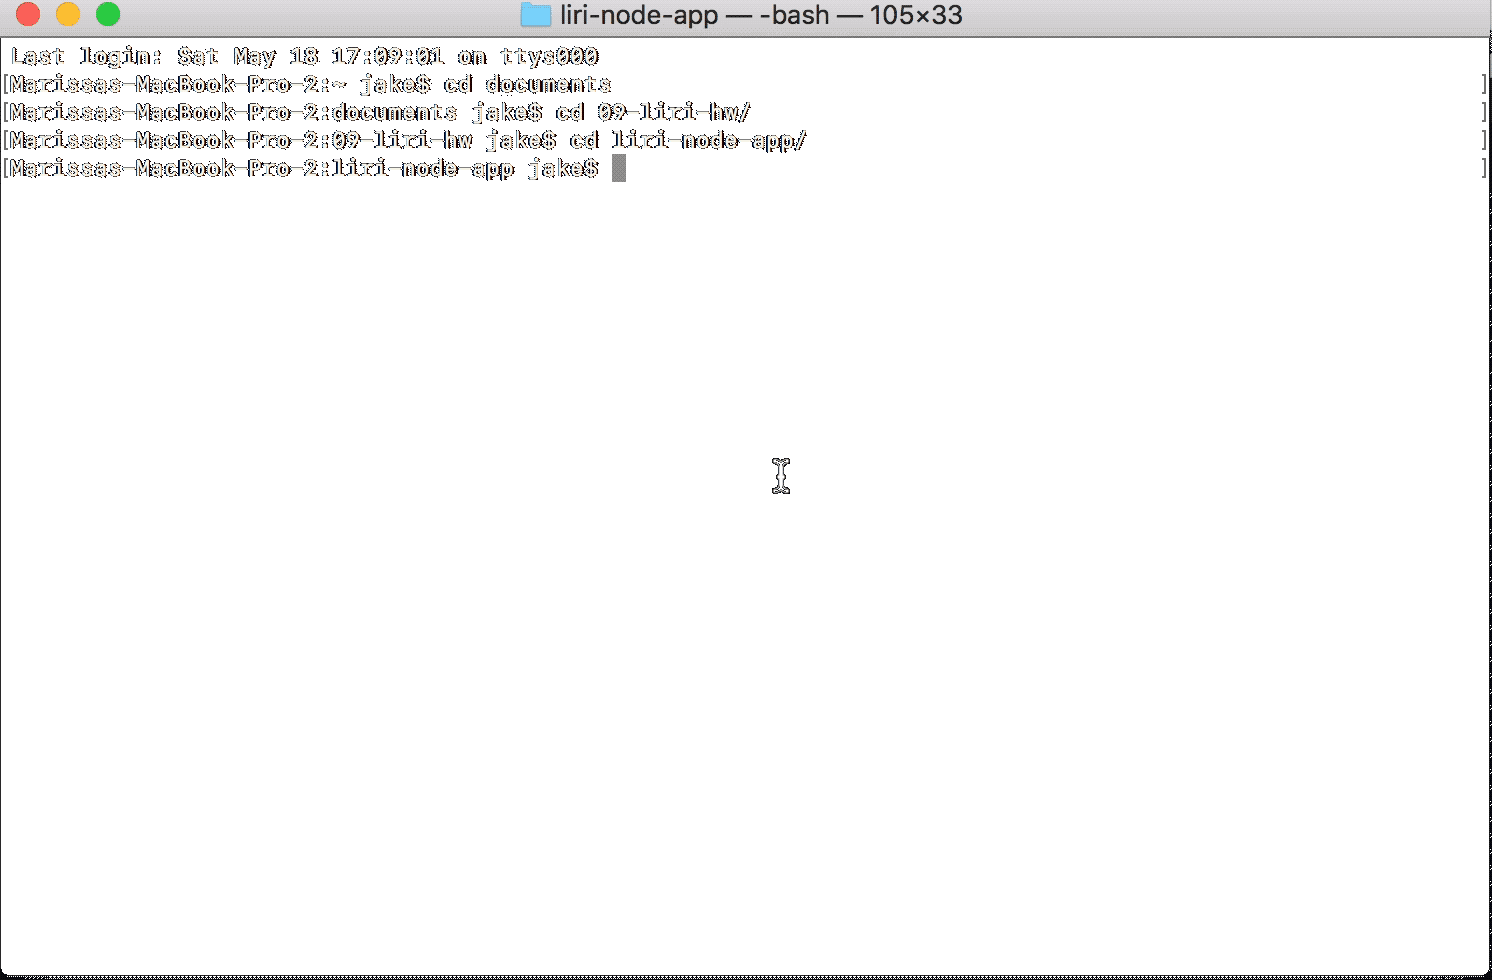 liri-node-app — -bash — 105×33
Last login: Sat May 18 17:09:01 on ttys000
[Marissas-MacBook-Pro-2:~ jake$ cd documents ]
[Marissas-MacBook-Pro-2:documents jake$ cd 09-liri-hw/ ]
[Marissas-MacBook-Pro-2:09-liri-hw jake$ cd liri-node-app/ ]
[Marissas-MacBook-Pro-2:liri-node-app jake$ ]